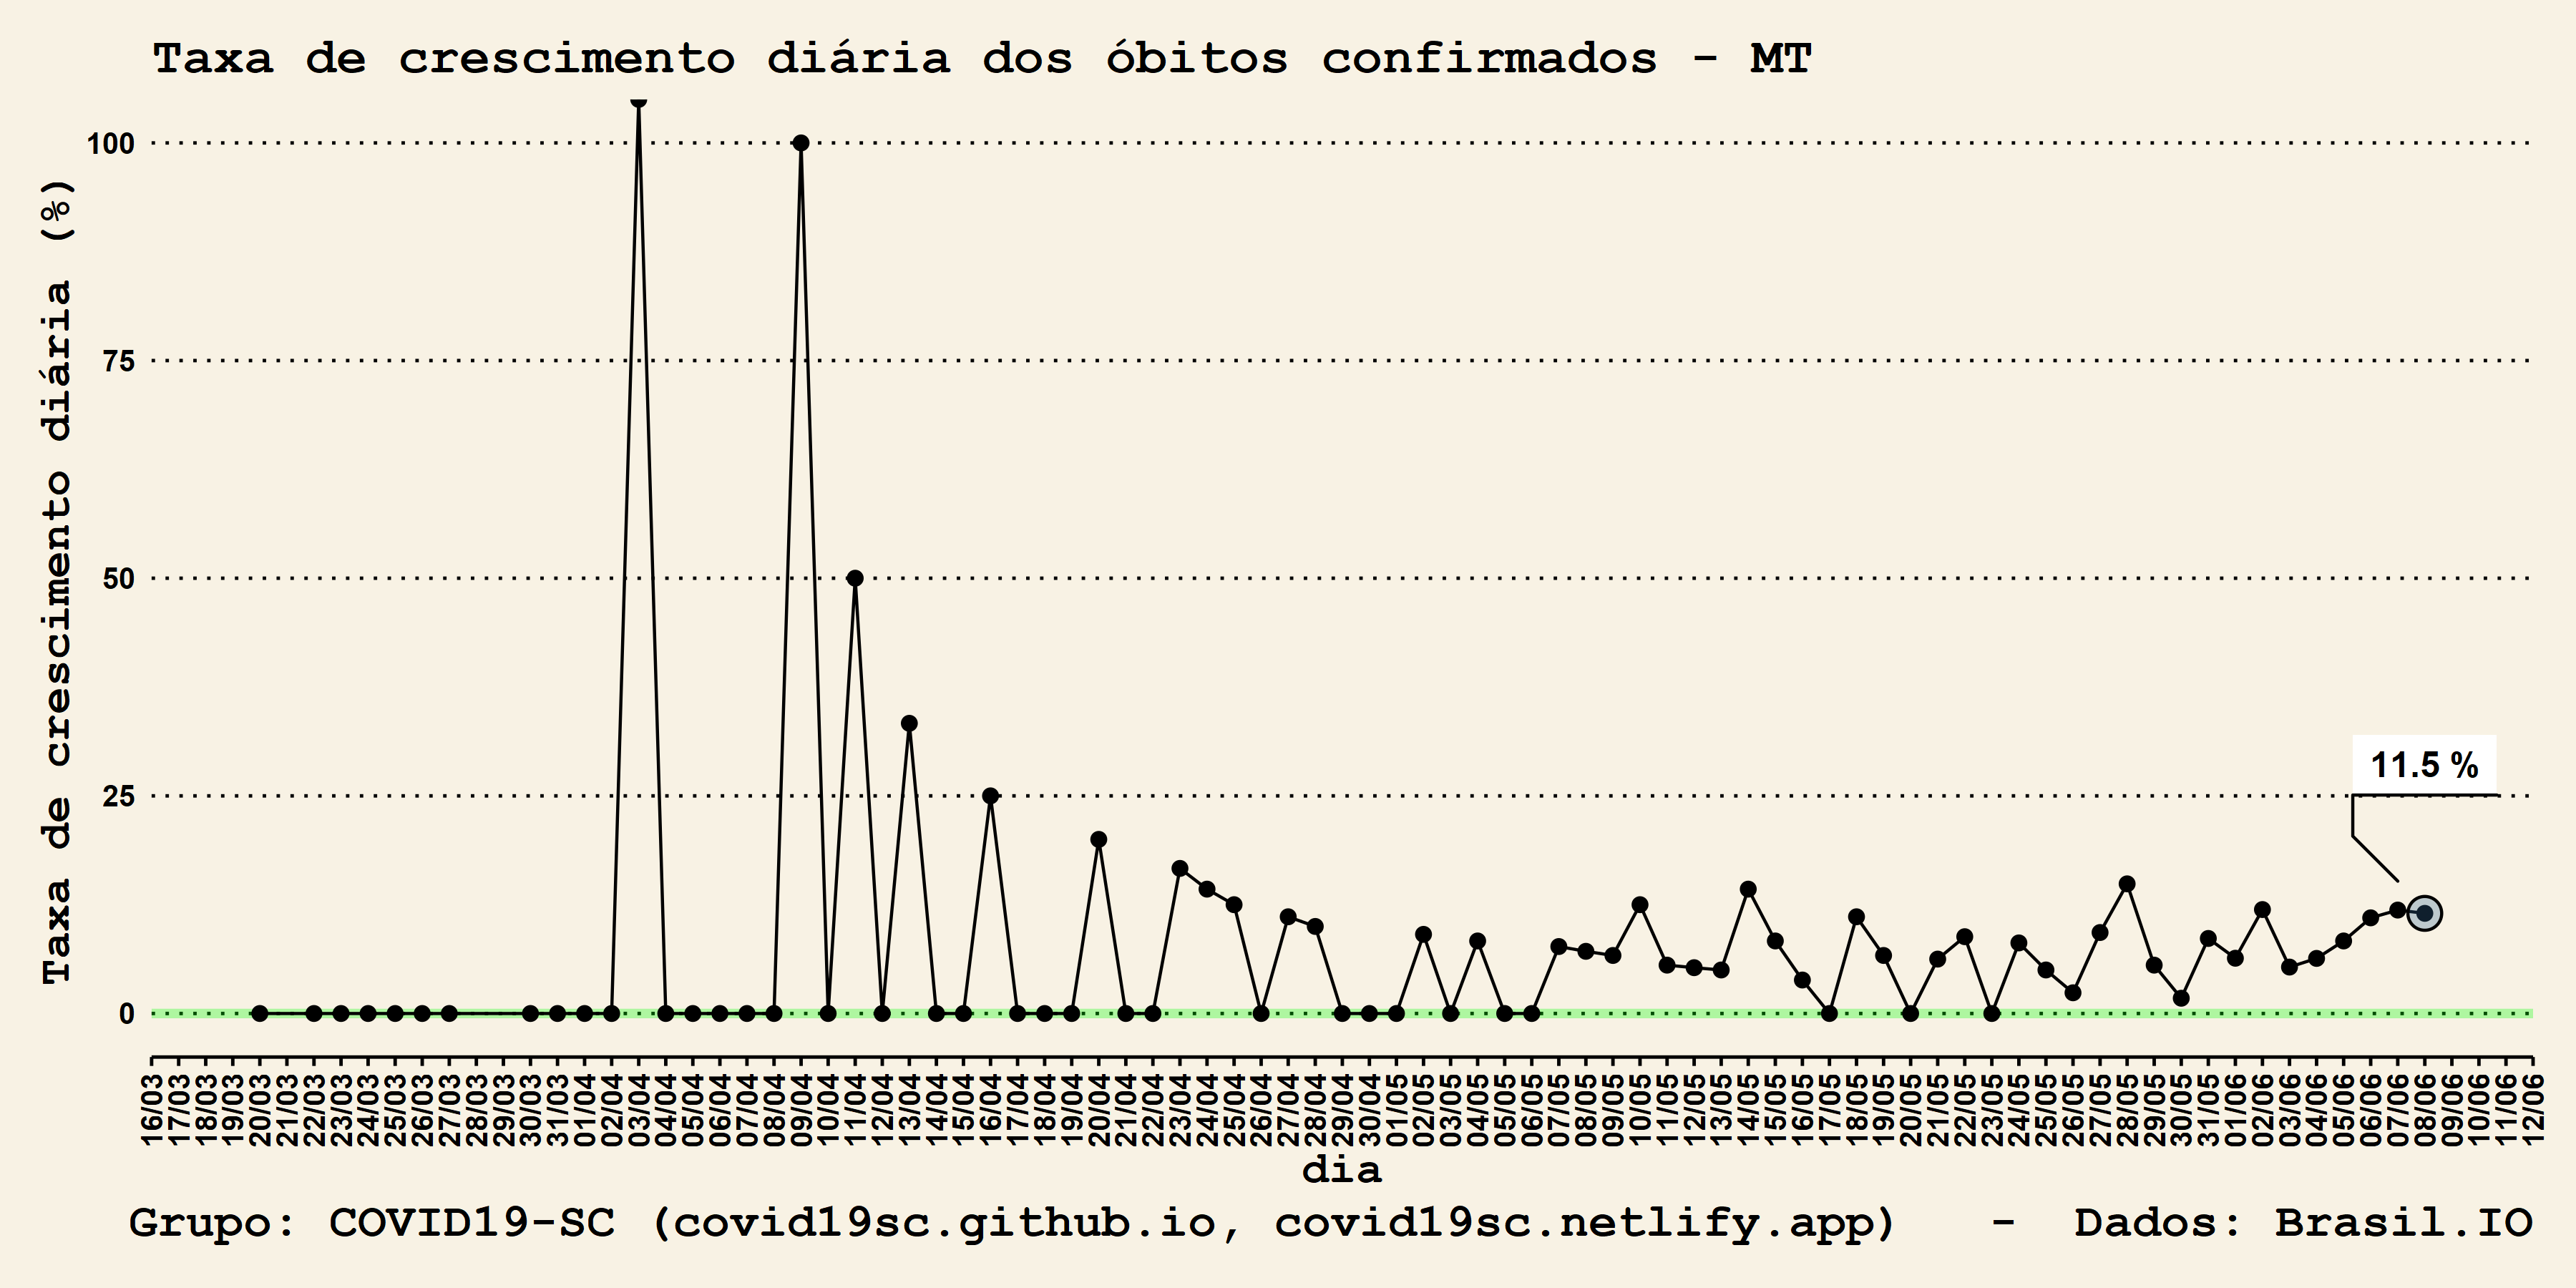 Taxa de crescimento diária dos óbitos confirmados - MT
Taxa de crescimento diária (%)
100
75
50
25
0
11.5 %
16/03 17/03 18/03 19/03 20/03 21/03 22/03 23/03 24/03 25/03 26/03 27/03 28/03 29/03 30/03 31/03 01/04 02/04 03/04 04/04 05/04 06/04 07/04 08/04 09/04 10/04 11/04 12/04 13/04 14/04 15/04 16/04 17/04 18/04 19/04 20/04 21/04 22/04 23/04 24/04 25/04 26/04 27/04 28/04 29/04 30/04 01/05 02/05 03/05 04/05 05/05 06/05 07/05 08/05 09/05 10/05 11/05 12/05 13/05 14/05 15/05 16/05 17/05 18/05 19/05 20/05 21/05 22/05 23/05 24/05 25/05 26/05 27/05 28/05 29/05 30/05 31/05 01/06 02/06 03/06 04/06 05/06 06/06 07/06 08/06 09/06 10/06 11/06 12/06
dia
Grupo: COVID19-SC (covid19sc.github.io, covid19sc.netlify.app) - Dados: Brasil.IO